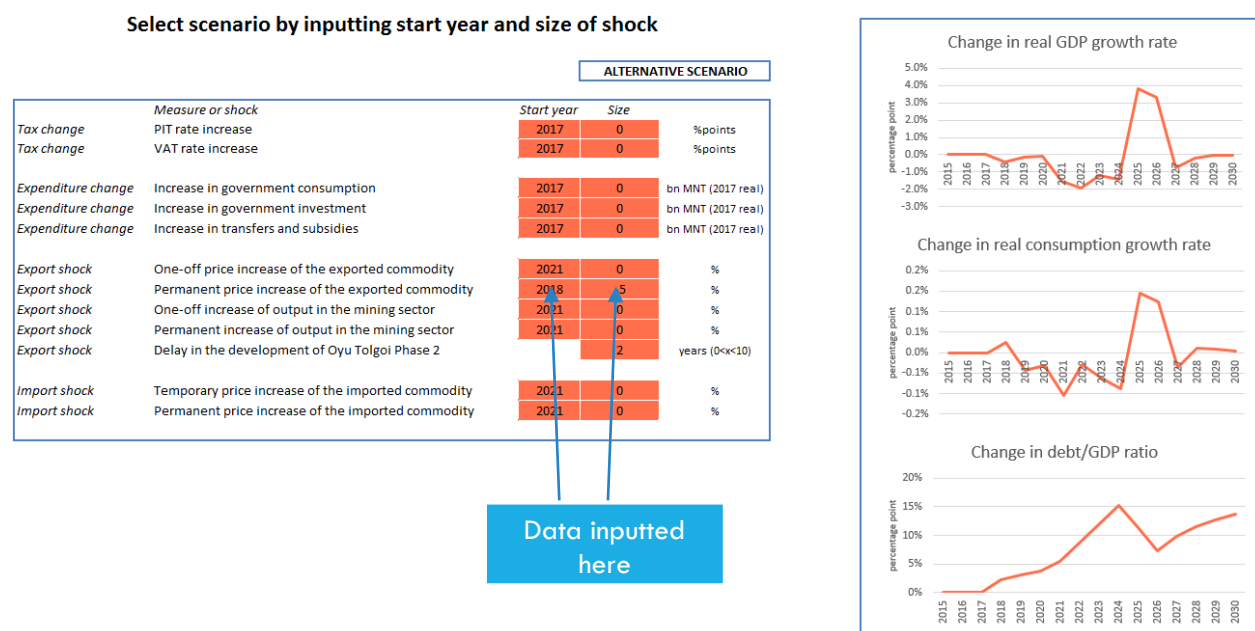 Select scenario by inputting start year and size of shock
ALTERNATIVE SCENARIO
Measure or shock Start year Size
Tax change PIT rate increase 2017 0 %points
Tax change VAT rate increase 2017 0 %points
Expenditure change Increase in government consumption 2017 0 bn MNT (2017 real)
Expenditure change Increase in government investment 2017 0 bn MNT (2017 real)
Expenditure change Increase in transfers and subsidies 2017 0 bn MNT (2017 real)
Export shock One-off price increase of the exported commodity 2021 0 %
Export shock Permanent price increase of the exported commodity 2018 -5 %
Export shock One-off increase of output in the mining sector 2021 0 %
Export shock Permanent increase of output in the mining sector 2021 0 %
Export shock Delay in the development of Oyu Tolgoi Phase 2 2 years (0<x<10)
Import shock Temporary price increase of the imported commodity 2021 0 %
Import shock Permanent price increase of the imported commodity 2021 0 %
Data inputted
here
Change in real GDP growth rate
percentage point
5.0%
4.0%
3.0%
2.0%
1.0%
0.0%
-1.0%
-2.0%
-3.0%
2015 2016 2017 2018 2019 2020 2021 2022 2023 2024 2025 2026 2027 2028 2029 2030
Change in real consumption growth rate
percentage point
0.2%
0.2%
0.1%
0.1%
0.0%
-0.1%
-0.1%
-0.2%
2015 2016 2017 2018 2019 2020 2021 2022 2023 2024 2025 2026 2027 2028 2029 2030
Change in debt/GDP ratio
percentage point
20%
15%
10%
5%
0%
2015 2016 2017 2018 2019 2020 2021 2022 2023 2024 2025 2026 2027 2028 2029 2030